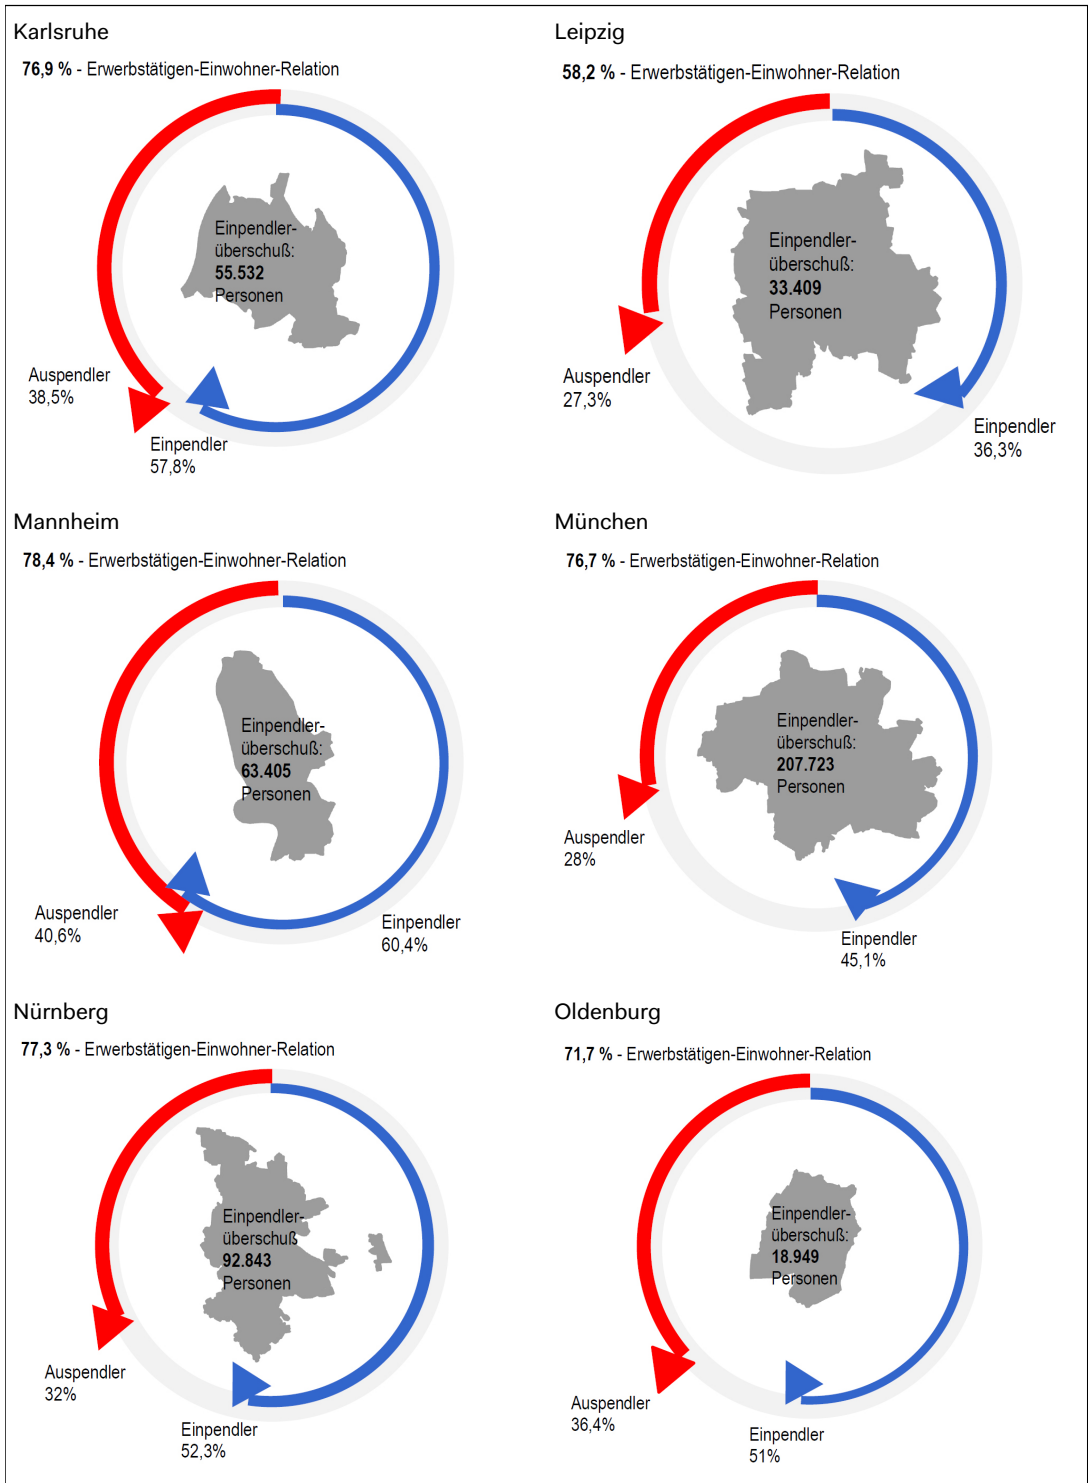 Karlsruhe
76,9 % - Erwerbstätigen-Einwohner-Relation
Einpendler-
überschuß:
55.532
Personen
Auspendler
38,5%
Einpendler
57,8%
Leipzig
58,2 % - Erwerbstätigen-Einwohner-Relation
Einpendler-
überschuß:
33.409
Personen
Auspendler
27,3%
Einpendler
36,3%
Mannheim
78,4 % - Erwerbstätigen-Einwohner-Relation
Einpendler-
überschuß:
63.405
Personen
Auspendler
40,6%
Einpendler
60,4%
München
76,7 % - Erwerbstätigen-Einwohner-Relation
Einpendler-
überschuß:
207.723
Personen
Auspendler
28%
Einpendler
45,1%
Nürnberg
77,3 % - Erwerbstätigen-Einwohner-Relation
Einpendler-
überschuß
92.843
Personen
Auspendler
32%
Einpendler
52,3%
Oldenburg
71,7 % - Erwerbstätigen-Einwohner-Relation
Einpendler-
überschuß:
18.949
Personen
Auspendler
36,4%
Einpendler
51%